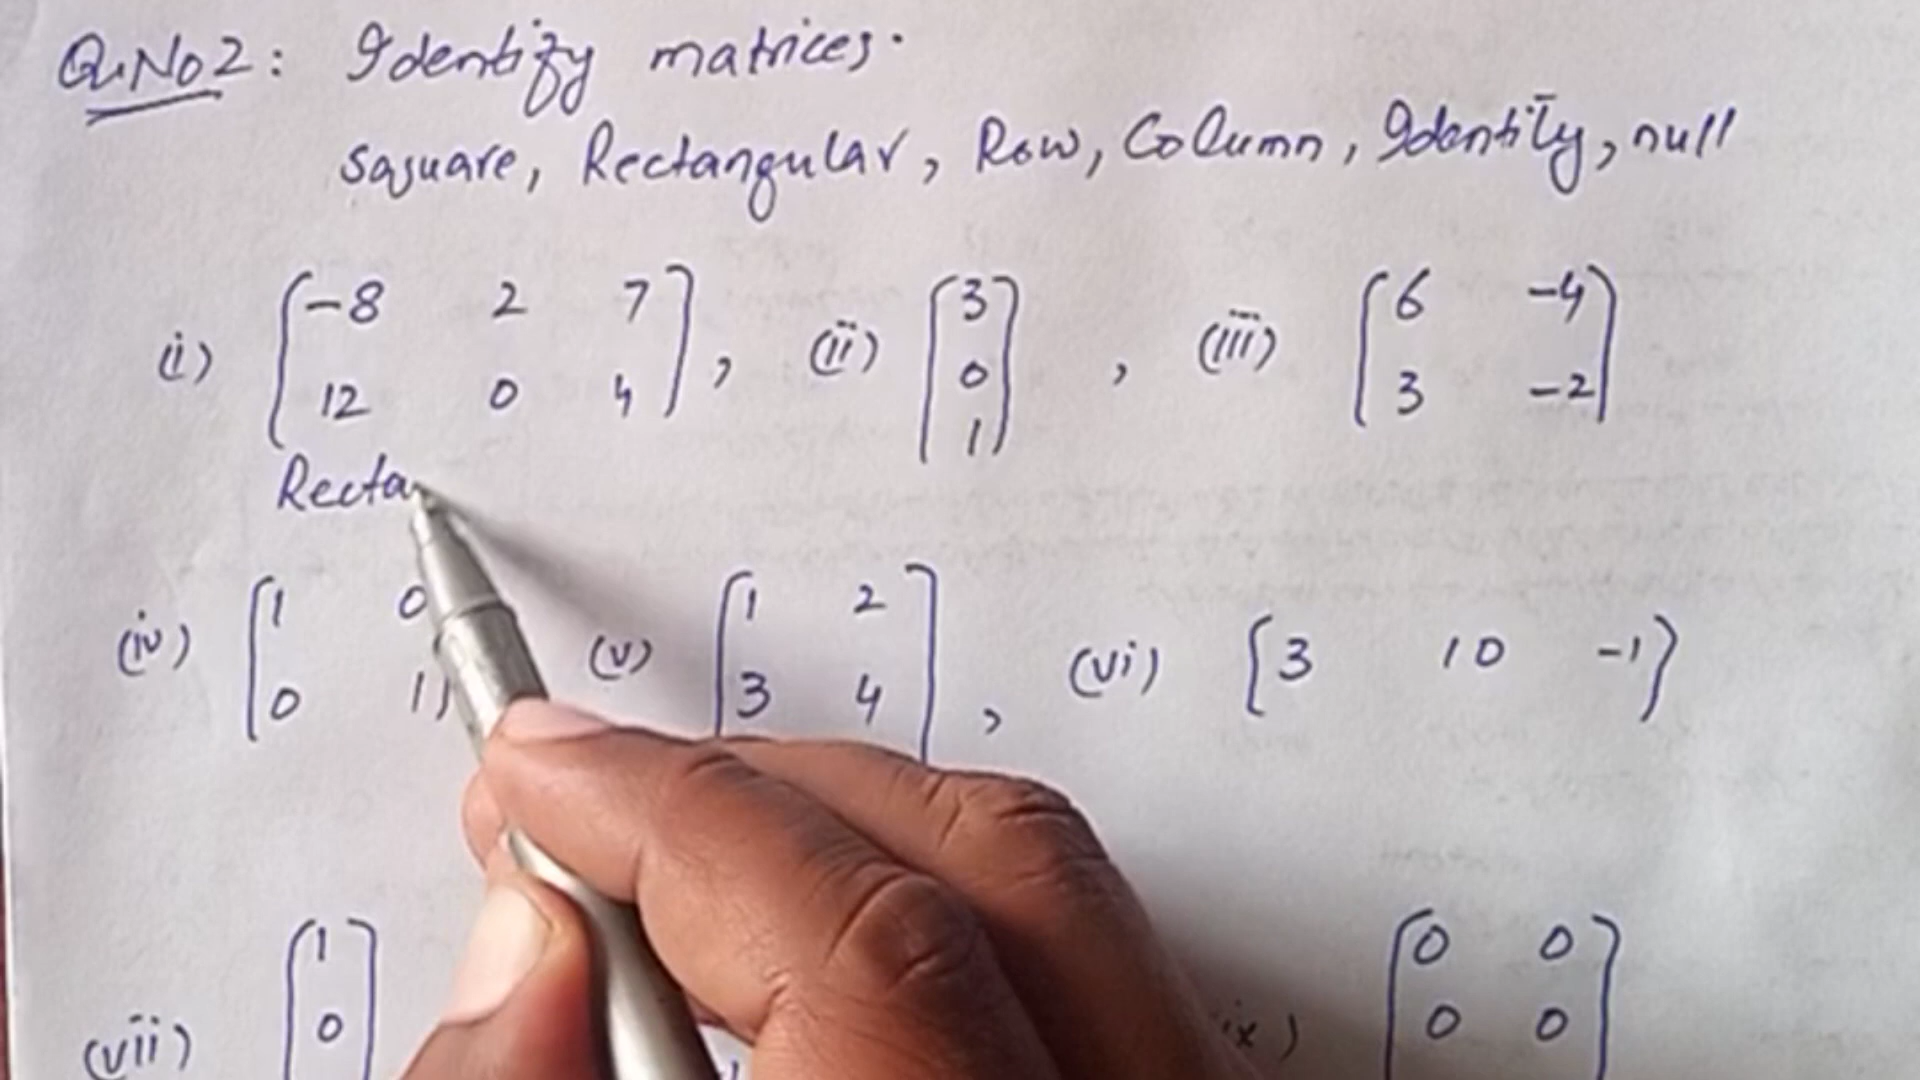 Q.No2: Identify matrices.
sqsuare, Rectangular, Row, Column, Identity, null
(i) [-8 2 7], (ii) [3], (iii) [6 -4]
[12 0 4] [0] [3 -2]
[1]
Recta
(iv) [1 0 (v) [1 2], (vi) [3 10 -1]
[0 1] [3 4]
(vii) [1] ix) [0 0]
[0] [0 0]